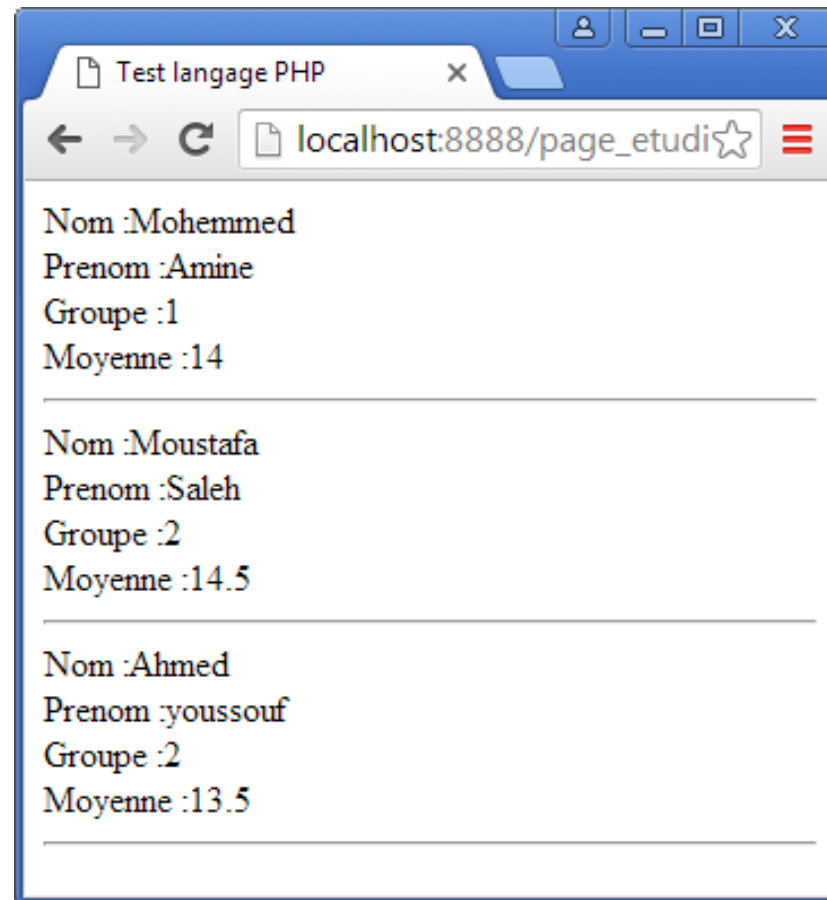 Test langage PHP
localhost:8888/page_etudi
Nom :Mohemmed
Prenom :Amine
Groupe :1
Moyenne :14
Nom :Moustafa
Prenom :Saleh
Groupe :2
Moyenne :14.5
Nom :Ahmed
Prenom :youssouf
Groupe :2
Moyenne :13.5